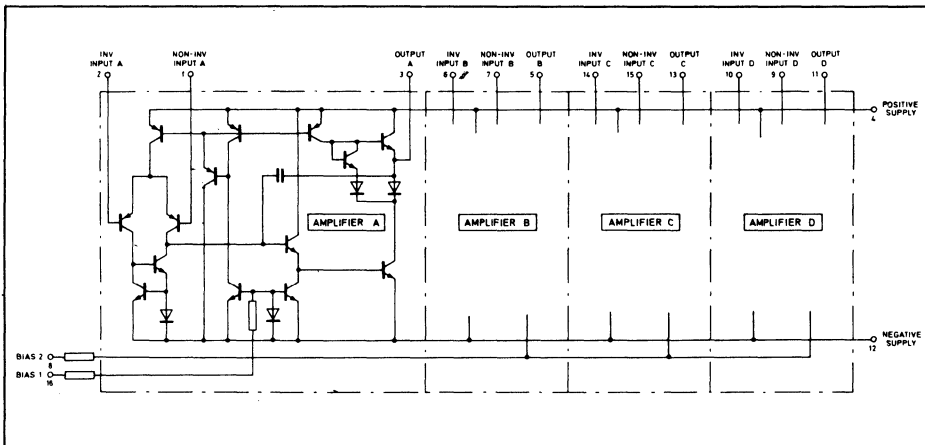 INV
INPUT A
2
NON-INV
INPUT A
1
OUTPUT
A
3
INV
INPUT B
6
NON-INV
INPUT B
7
OUTPUT
B
5
INV
INPUT C
14
NON-INV
INPUT C
15
OUTPUT
C
13
INV
INPUT D
10
NON-INV
INPUT D
9
OUTPUT
D
11
POSITIVE
SUPPLY
4
AMPLIFIER A
AMPLIFIER B
AMPLIFIER C
AMPLIFIER D
NEGATIVE
SUPPLY
12
BIAS 2
8
BIAS 1
16